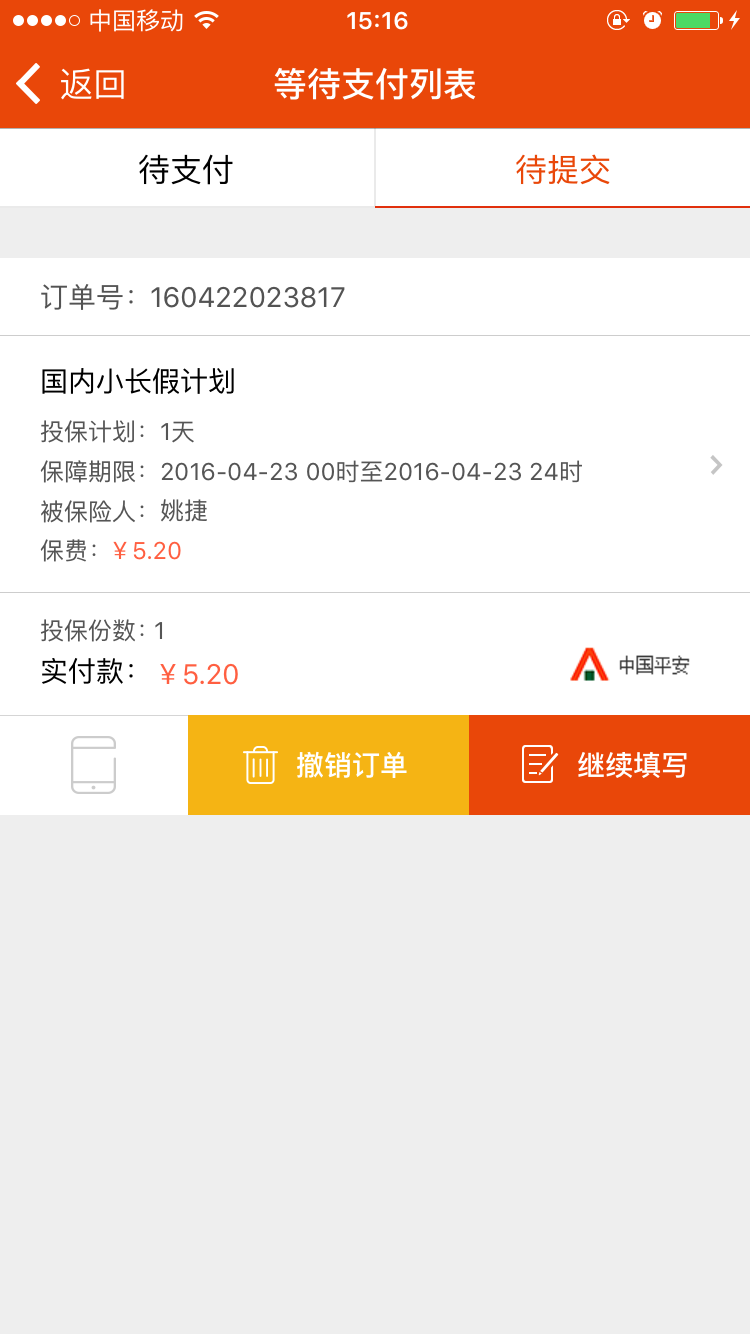 中国移动 15:16
返回 等待支付列表
待支付 待提交
订单号：160422023817
国内小长假计划
投保计划：1天
保障期限：2016-04-23 00时至2016-04-23 24时
被保险人：姚捷
保费：￥5.20
投保份数：1
实付款：￥5.20
中国平安
撤销订单 继续填写